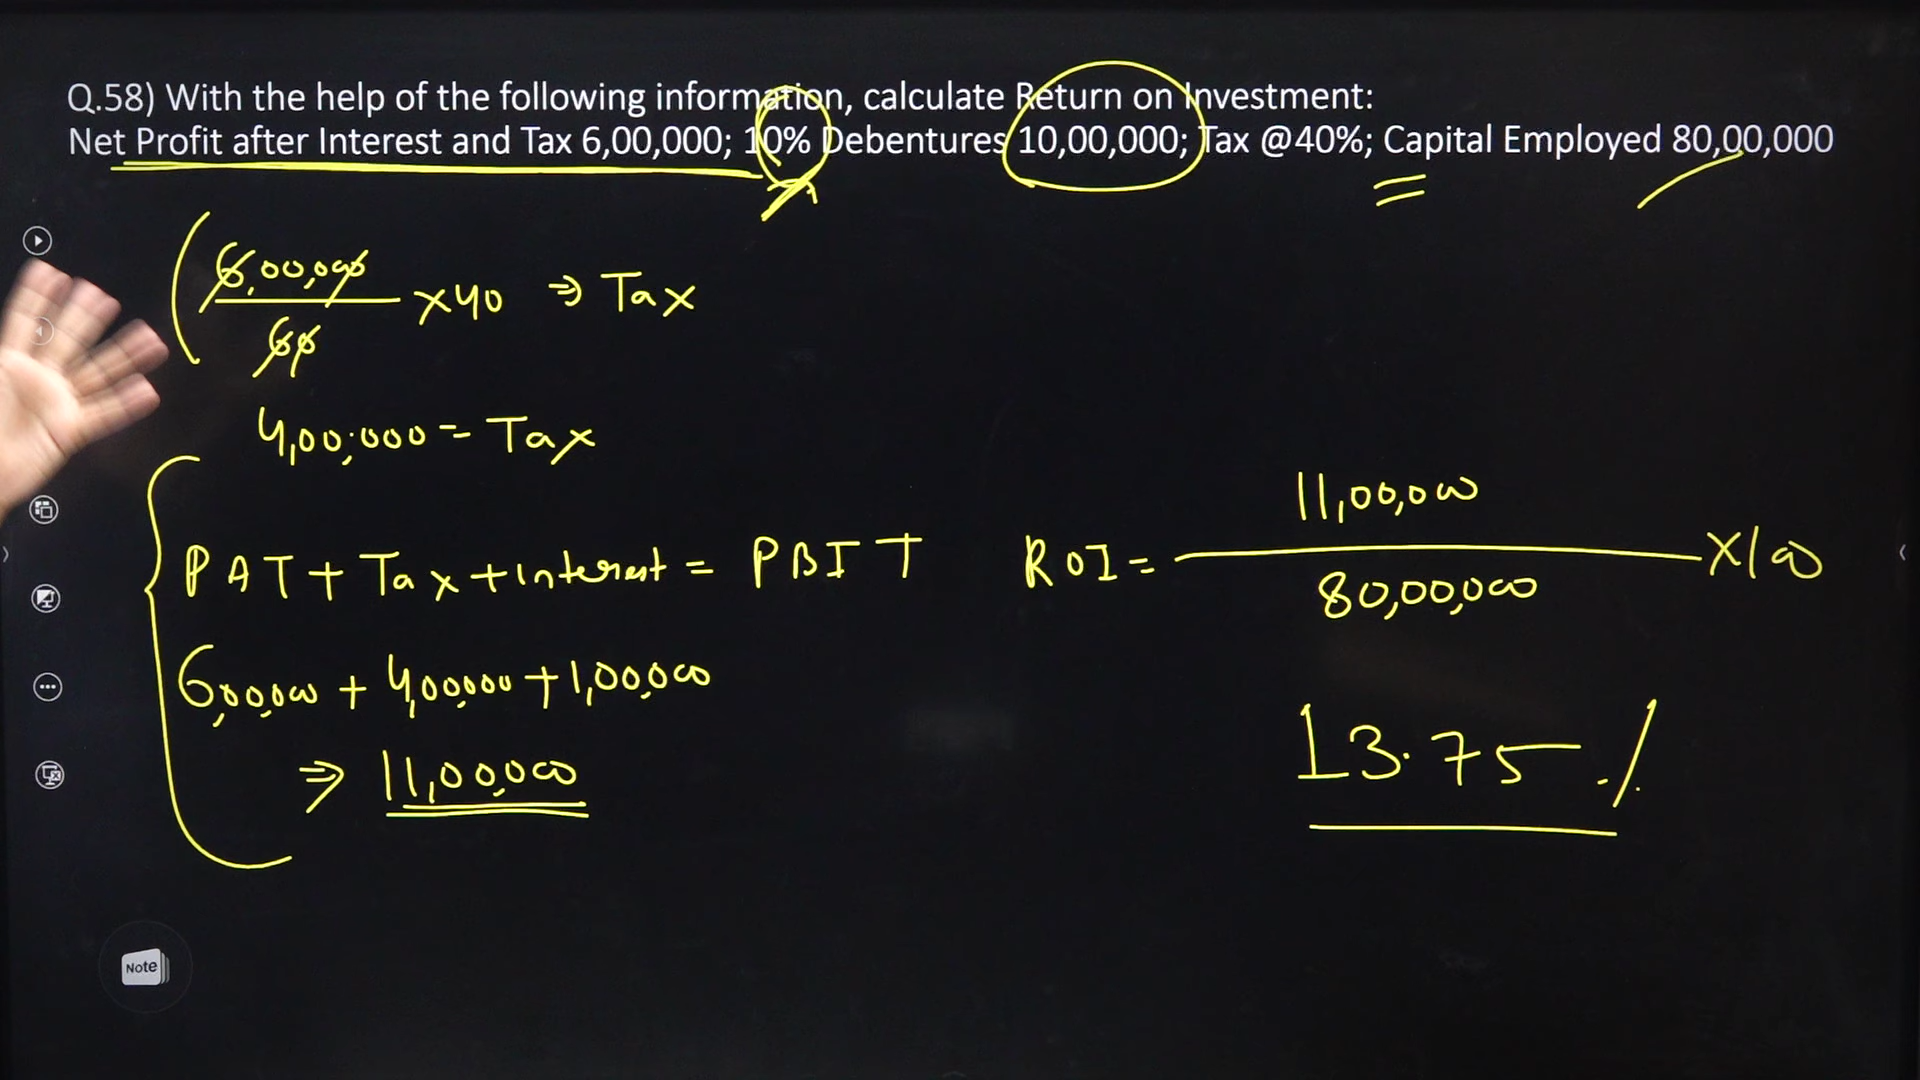 Q.58) With the help of the following information, calculate Return on Investment:
Net Profit after Interest and Tax 6,00,000; 10% Debentures 10,00,000; Tax @40%; Capital Employed 80,00,000
6,00,000
60
x40 ⇒ Tax
4,00,000 = Tax
PAT + Tax + Interest = PBIT
6,00,000 + 4,00,000 + 1,00,000
⇒ 11,00,000
ROI = 11,00,000
80,00,000
X100
13.75%
Note